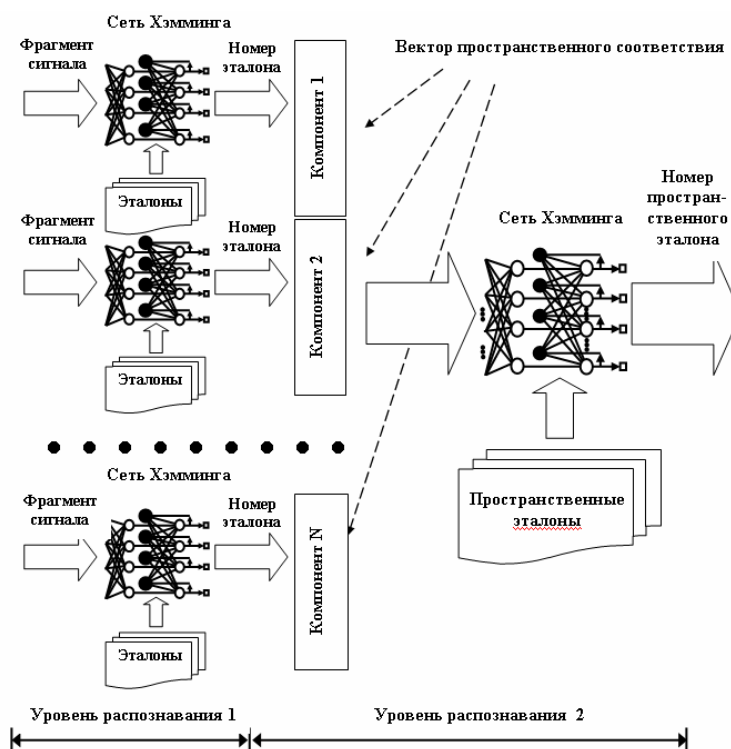 Сеть Хэмминга
Фрагмент
сигнала
Номер
эталона
Вектор пространственного соответствия
Компонент 1
Эталоны
Фрагмент
сигнала
Номер
эталона
Компонент 2
Эталоны
Сеть Хэмминга
Номер
простран-
ственного
эталона
Пространственные
эталоны
Сеть Хэмминга
Фрагмент
сигнала
Номер
эталона
Компонент N
Эталоны
Уровень распознавания 1
Уровень распознавания 2